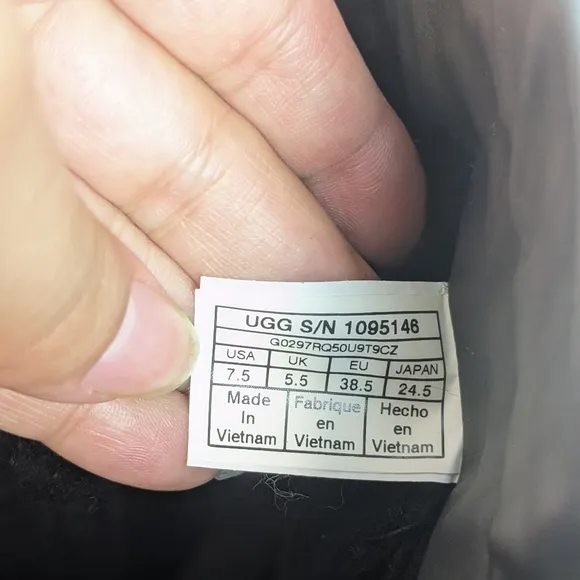 UGG S/N 1095146
G0297RQ50U9T9CZ
USA UK EU JAPAN
7.5 5.5 38.5 24.5
Made Fabrique Hecho
In en en
Vietnam Vietnam Vietnam